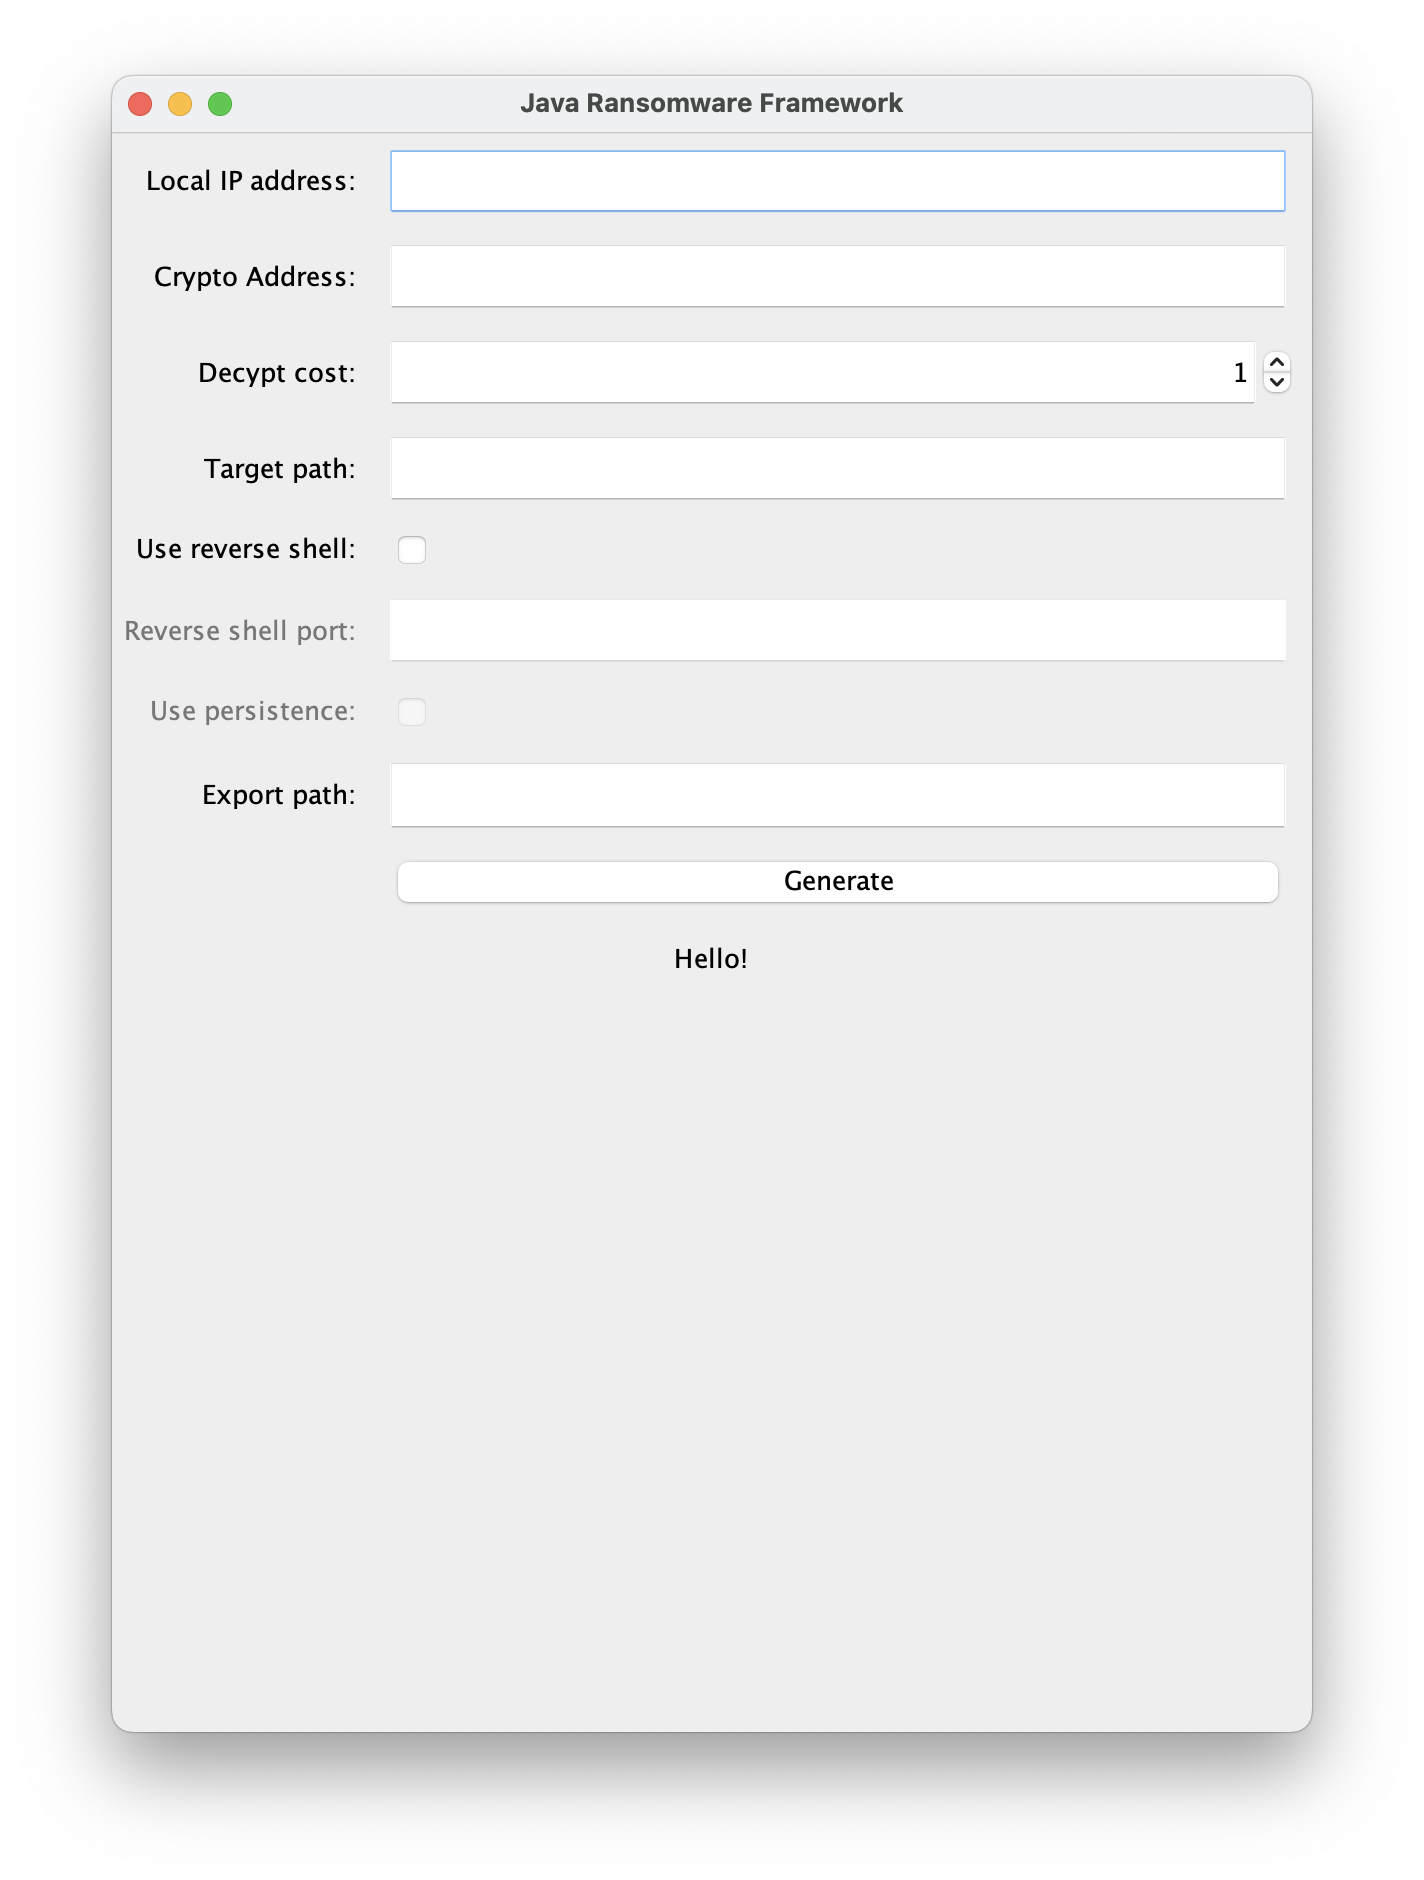 Java Ransomware Framework
Local IP address:
Crypto Address:
Decypt cost: 1
Target path:
Use reverse shell:
Reverse shell port:
Use persistence:
Export path:
Generate
Hello!